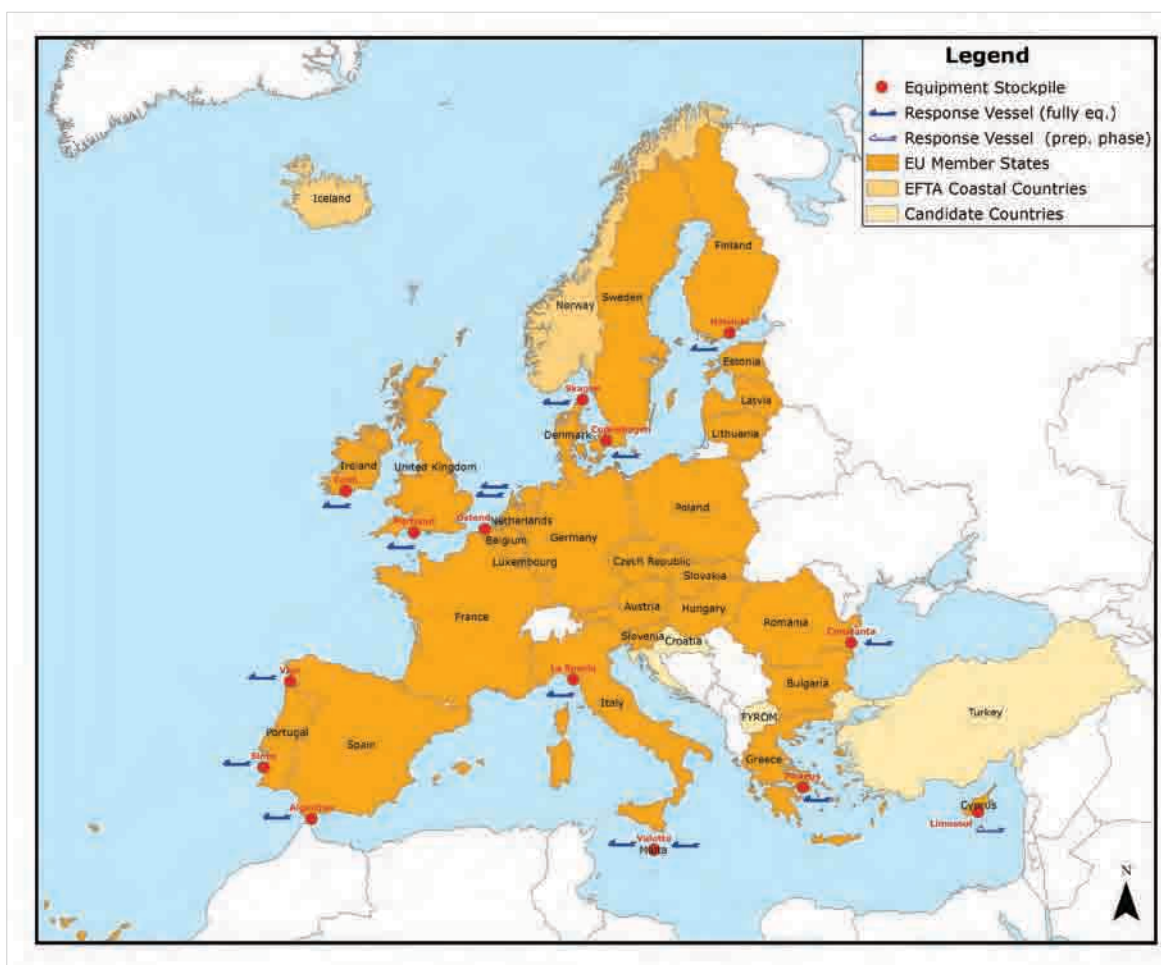 Legend
Equipment Stockpile
Response Vessel (fully eq.)
Response Vessel (prep. phase)
EU Member States
EFTA Coastal Countries
Candidate Countries
Iceland
Finland
Norway
Sweden
Helsinki
Estonia
Skagen
Latvia
Denmark
Copenhagen
Lithuania
Ireland
United Kingdom
Cork
Portland
Ostend
Netherlands
Belgium
Germany
Poland
Luxembourg
Czech Republic
Slovakia
Austria
Hungary
France
Romania
Slovenia
Croatia
Constanta
Vigo
La Spezia
Bulgaria
Italy
FYROM
Turkey
Portugal
Spain
Sines
Greece
Piraeus
Algeciras
Cyprus
Limassol
Valletta
Malta
N